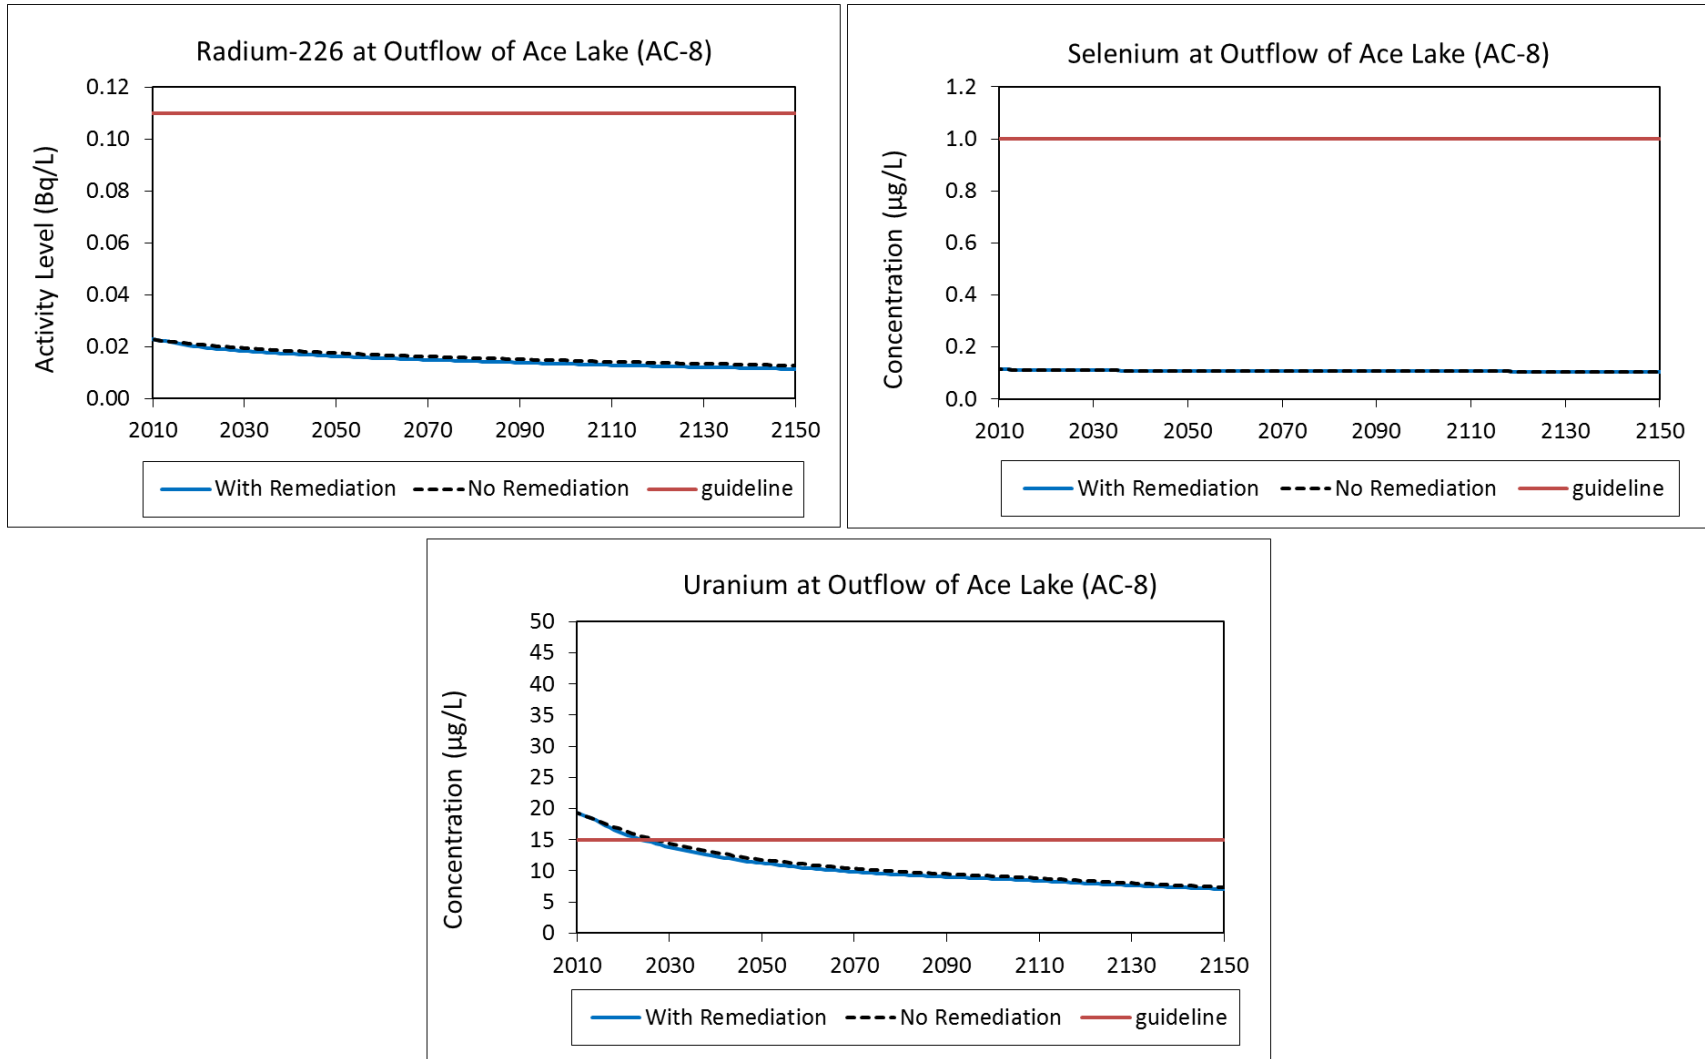 Radium-226 at Outflow of Ace Lake (AC-8)
Activity Level (Bq/L)
0.12
0.10
0.08
0.06
0.04
0.02
0.00
2010 2030 2050 2070 2090 2110 2130 2150
With Remediation No Remediation guideline
Selenium at Outflow of Ace Lake (AC-8)
Concentration (µg/L)
1.2
1.0
0.8
0.6
0.4
0.2
0.0
2010 2030 2050 2070 2090 2110 2130 2150
With Remediation No Remediation guideline
Uranium at Outflow of Ace Lake (AC-8)
Concentration (µg/L)
50
45
40
35
30
25
20
15
10
5
0
2010 2030 2050 2070 2090 2110 2130 2150
With Remediation No Remediation guideline